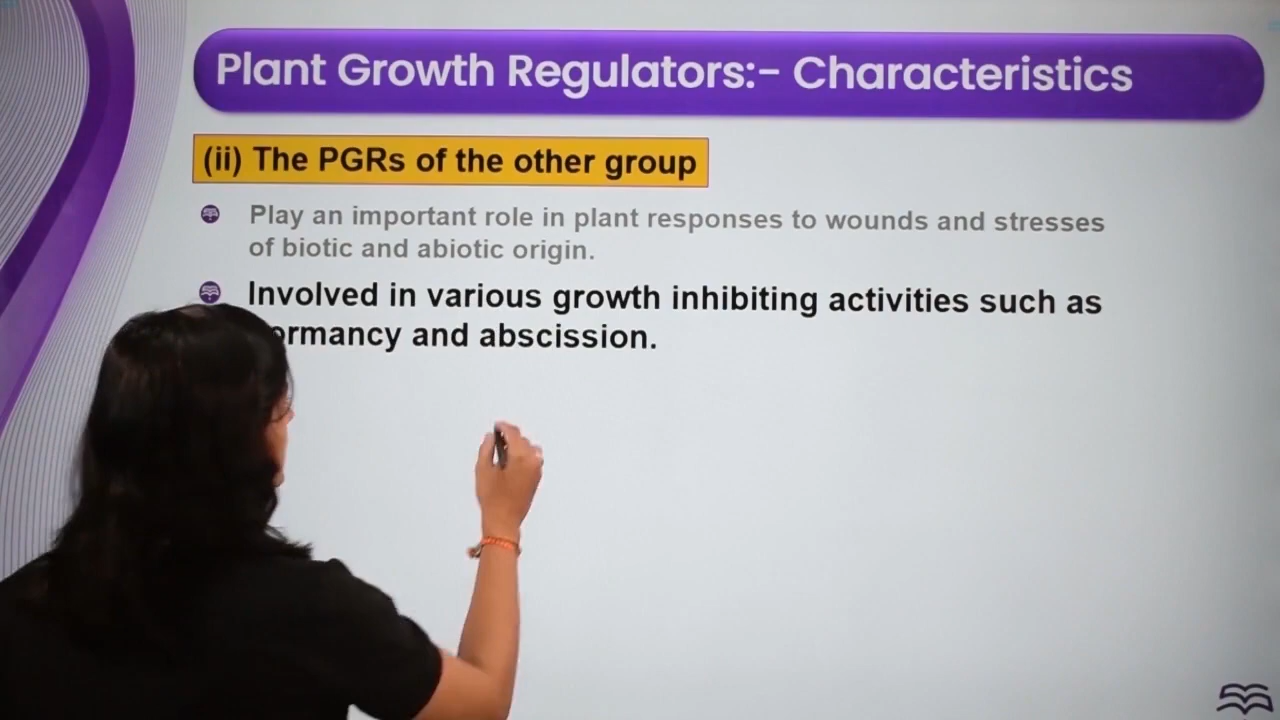 Plant Growth Regulators:- Characteristics
(ii) The PGRs of the other group
Play an important role in plant responses to wounds and stresses
of biotic and abiotic origin.
Involved in various growth inhibiting activities such as
ormancy and abscission.